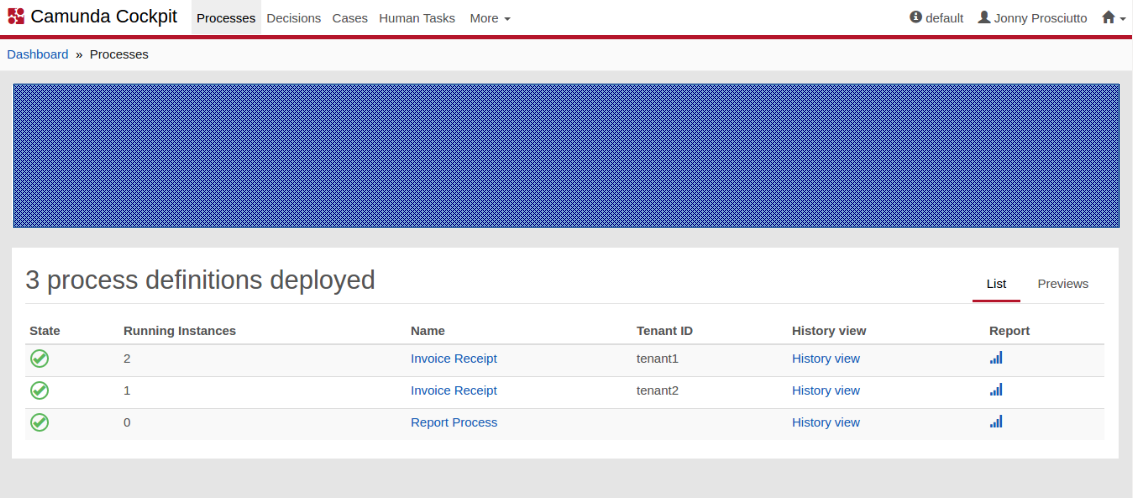 Camunda Cockpit Processes Decisions Cases Human Tasks More default Jonny Prosciutto
Dashboard » Processes
3 process definitions deployed
List Previews
State Running Instances Name Tenant ID History view Report
2 Invoice Receipt tenant1 History view
1 Invoice Receipt tenant2 History view
0 Report Process History view